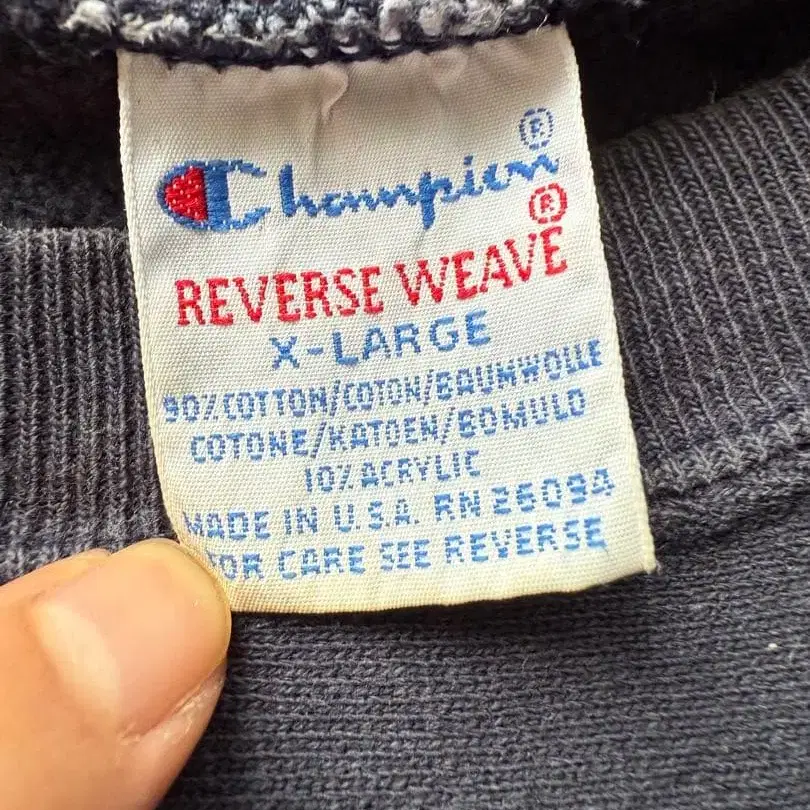 Champion®
REVERSE WEAVE®
X-LARGE
90% COTTON/COTON/BAUMWOLLE
COTONE/KATOEN/BOMULD
10% ACRYLIC
MADE IN U.S.A. RN 26094
FOR CARE SEE REVERSE